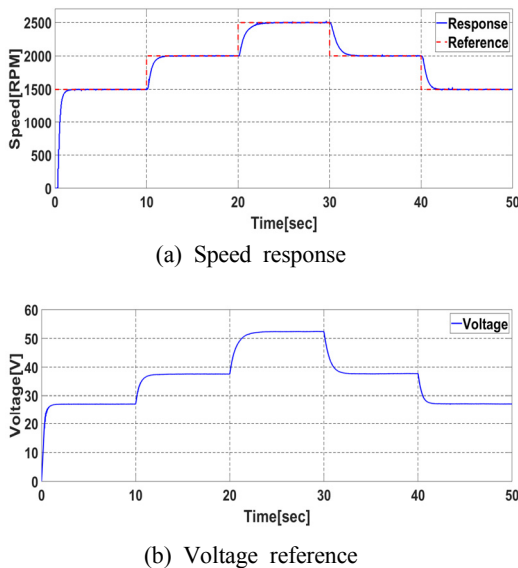 2500
2000
1500
1000
500
0
Speed[RPM]
Response
Reference
0 10 20 30 40 50
Time[sec]
(a) Speed response
60
50
40
30
20
10
0
Voltage[V]
Voltage
0 10 20 30 40 50
Time[sec]
(b) Voltage reference